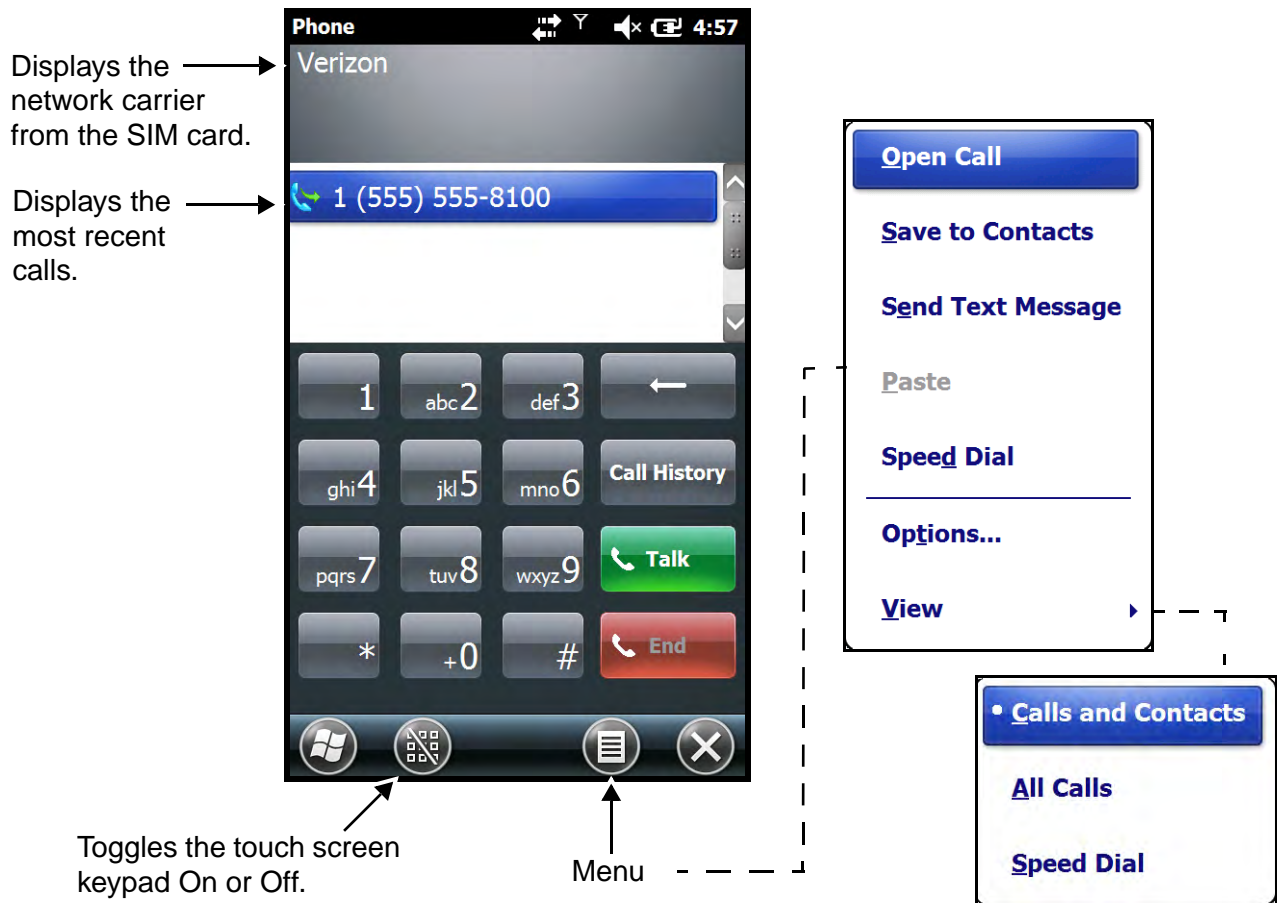 Phone 4:57
Verizon
Displays the
network carrier
from the SIM card.
Displays the
most recent
calls.
1 (555) 555-8100
1 abc2 def3
ghi4 jkl5 mno6 Call History
pqrs7 tuv8 wxyz9 Talk
* +0 # End
Toggles the touch screen
keypad On or Off.
Menu
Open Call
Save to Contacts
Send Text Message
Paste
Speed Dial
Options...
View
Calls and Contacts
All Calls
Speed Dial